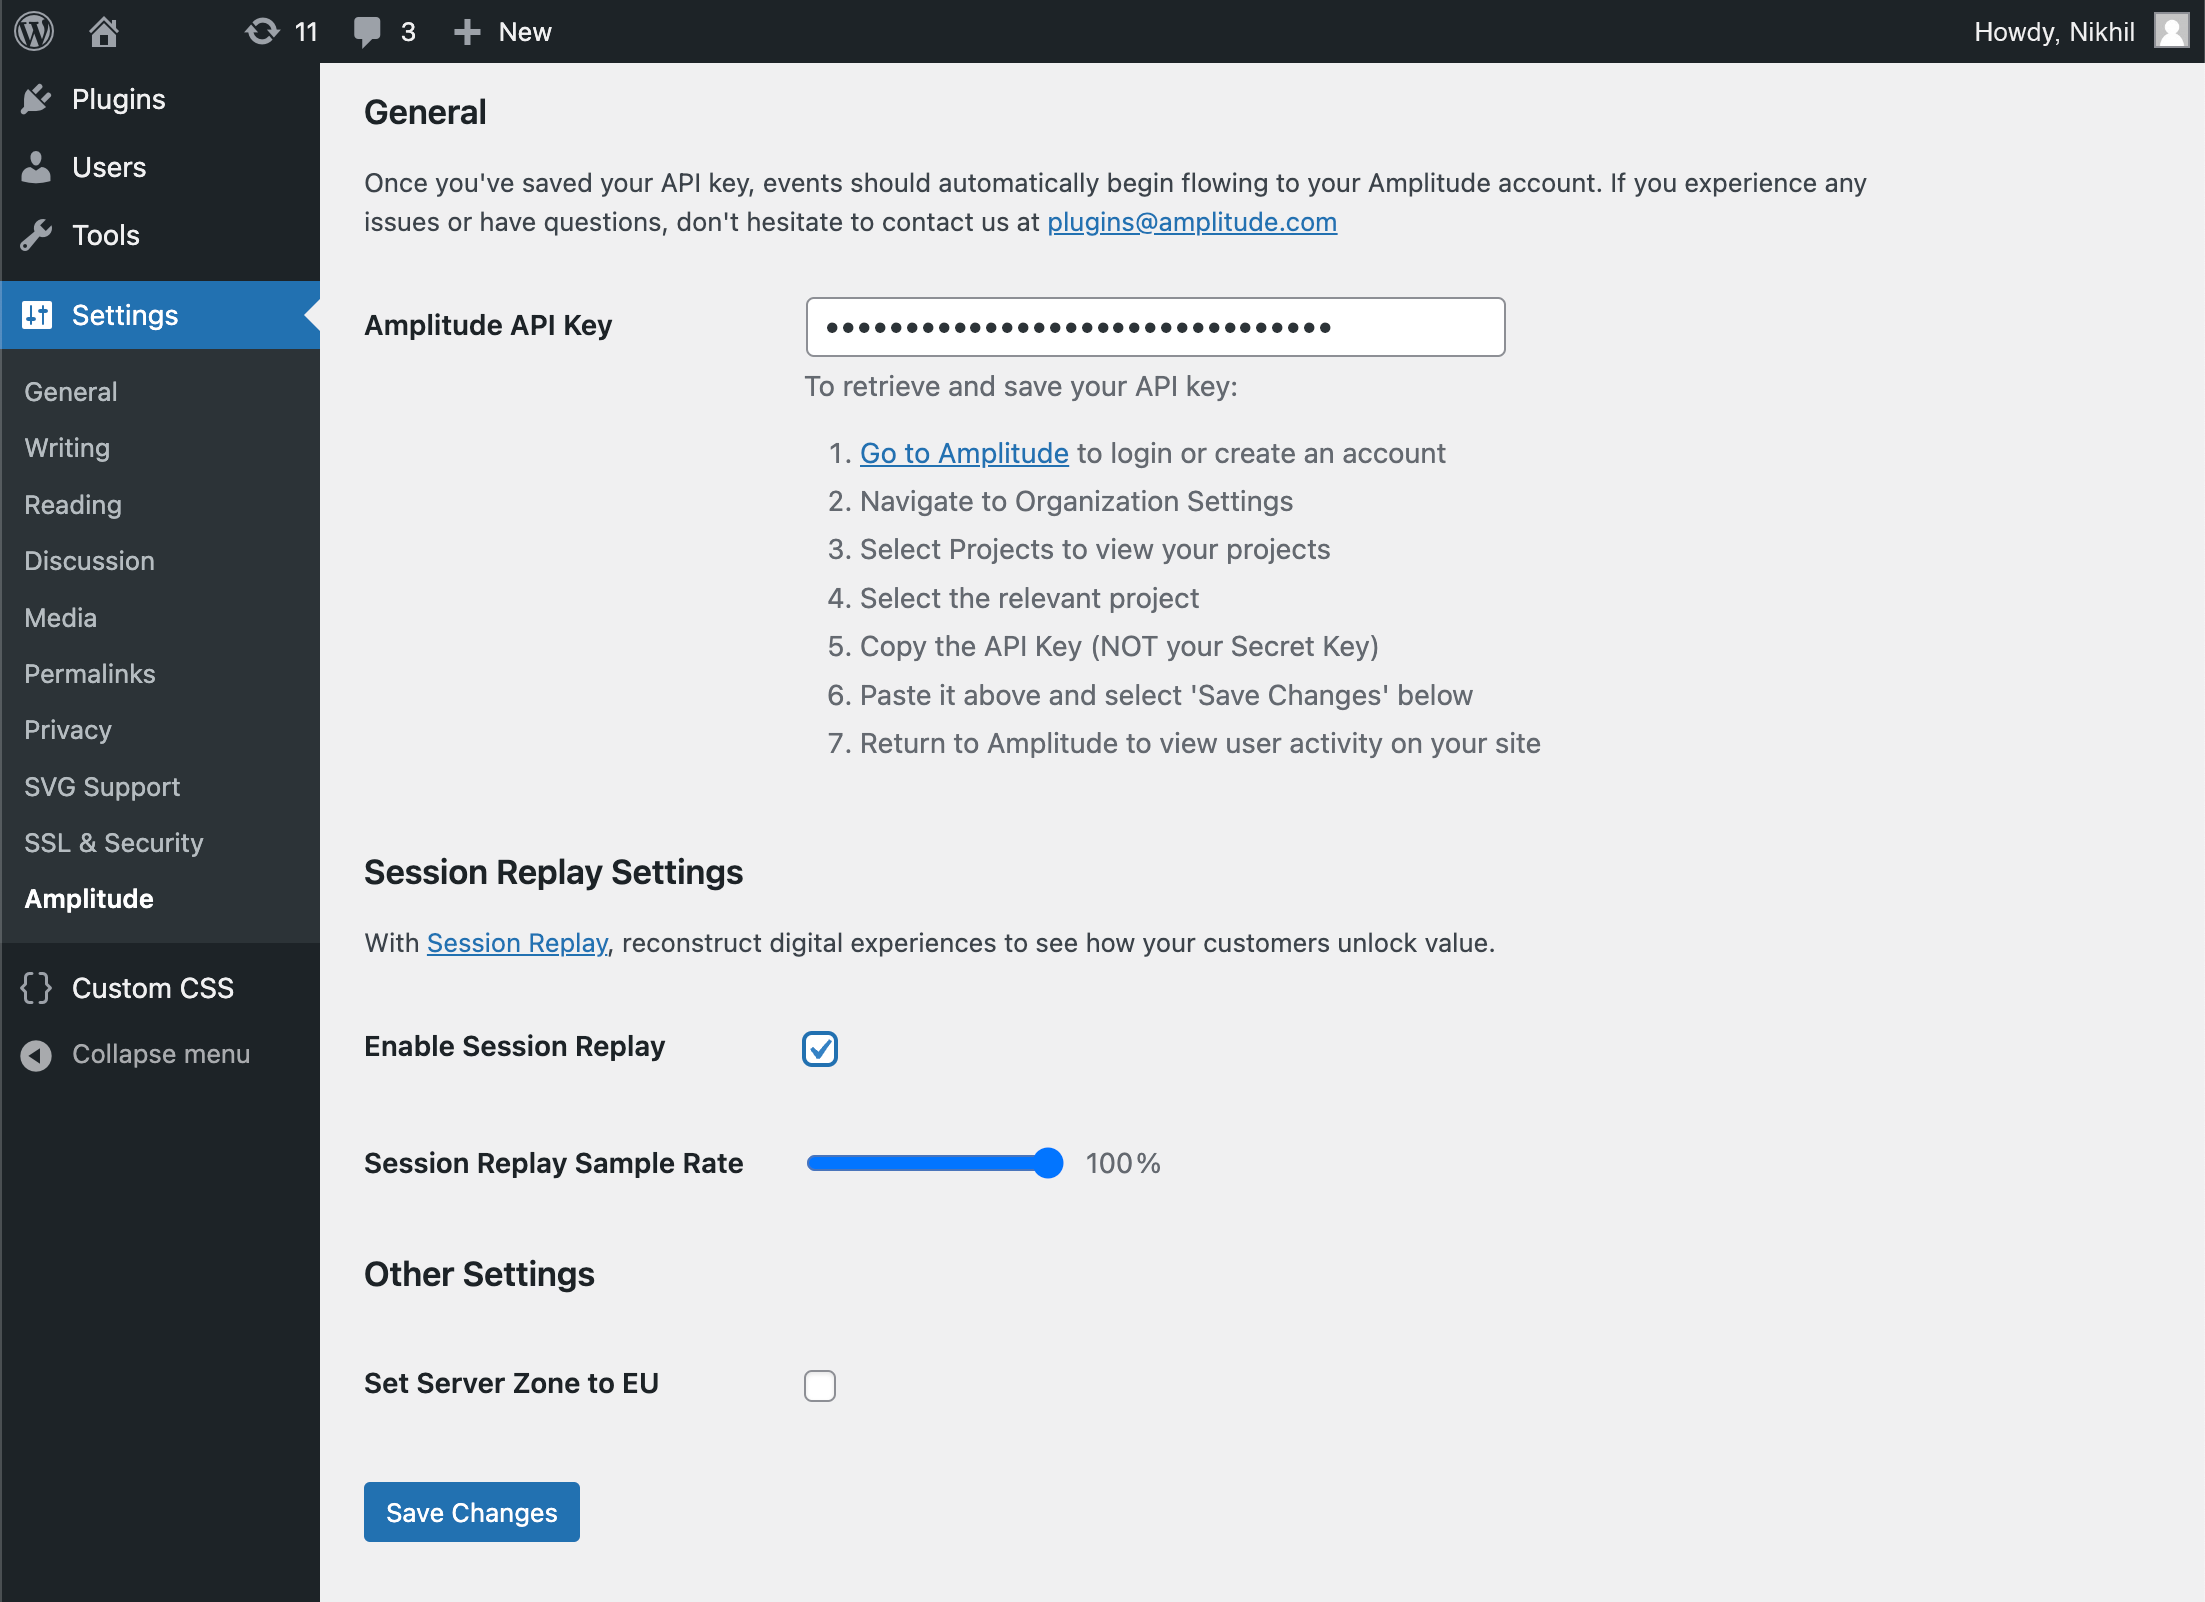 11 3 New Howdy, Nikhil
Plugins
Users
Tools
Settings
General
Writing
Reading
Discussion
Media
Permalinks
Privacy
SVG Support
SSL & Security
Amplitude
Custom CSS
Collapse menu
General
Once you've saved your API key, events should automatically begin flowing to your Amplitude account. If you experience any
issues or have questions, don't hesitate to contact us at plugins@amplitude.com
Amplitude API Key
To retrieve and save your API key:
1. Go to Amplitude to login or create an account
2. Navigate to Organization Settings
3. Select Projects to view your projects
4. Select the relevant project
5. Copy the API Key (NOT your Secret Key)
6. Paste it above and select 'Save Changes' below
7. Return to Amplitude to view user activity on your site
Session Replay Settings
With Session Replay, reconstruct digital experiences to see how your customers unlock value.
Enable Session Replay
Session Replay Sample Rate 100%
Other Settings
Set Server Zone to EU
Save Changes